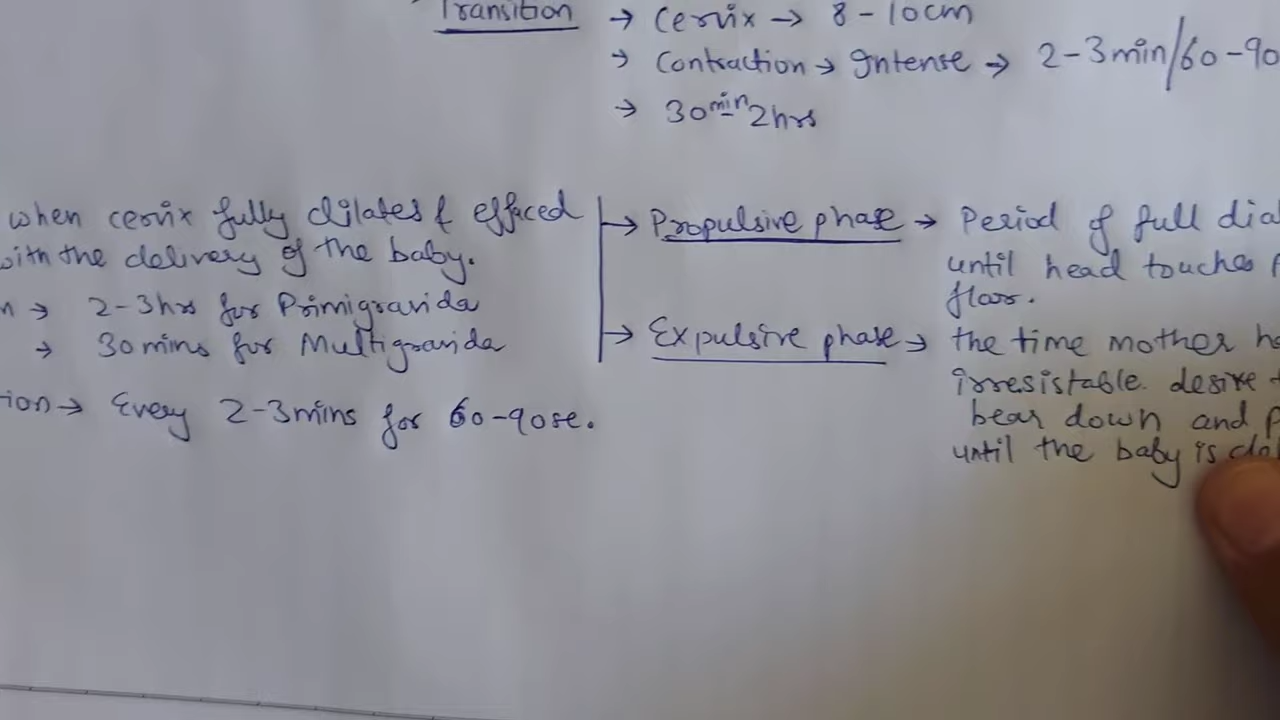 Transition → Cervix → 8-10cm
→ Contraction → Intense → 2-3min/60-90
→ 30min-2hrs
when cervix fully dilates & effaced
with the delivery of the baby.
→ 2-3hrs for Primigravida
→ 30mins for Multigravida
→ Every 2-3mins for 60-90se.
→ Propulsive phase → Period of full
until head touches
floor.
→ Expulsive phase → the time mother
irresistable. desire
bear down and
until the baby is